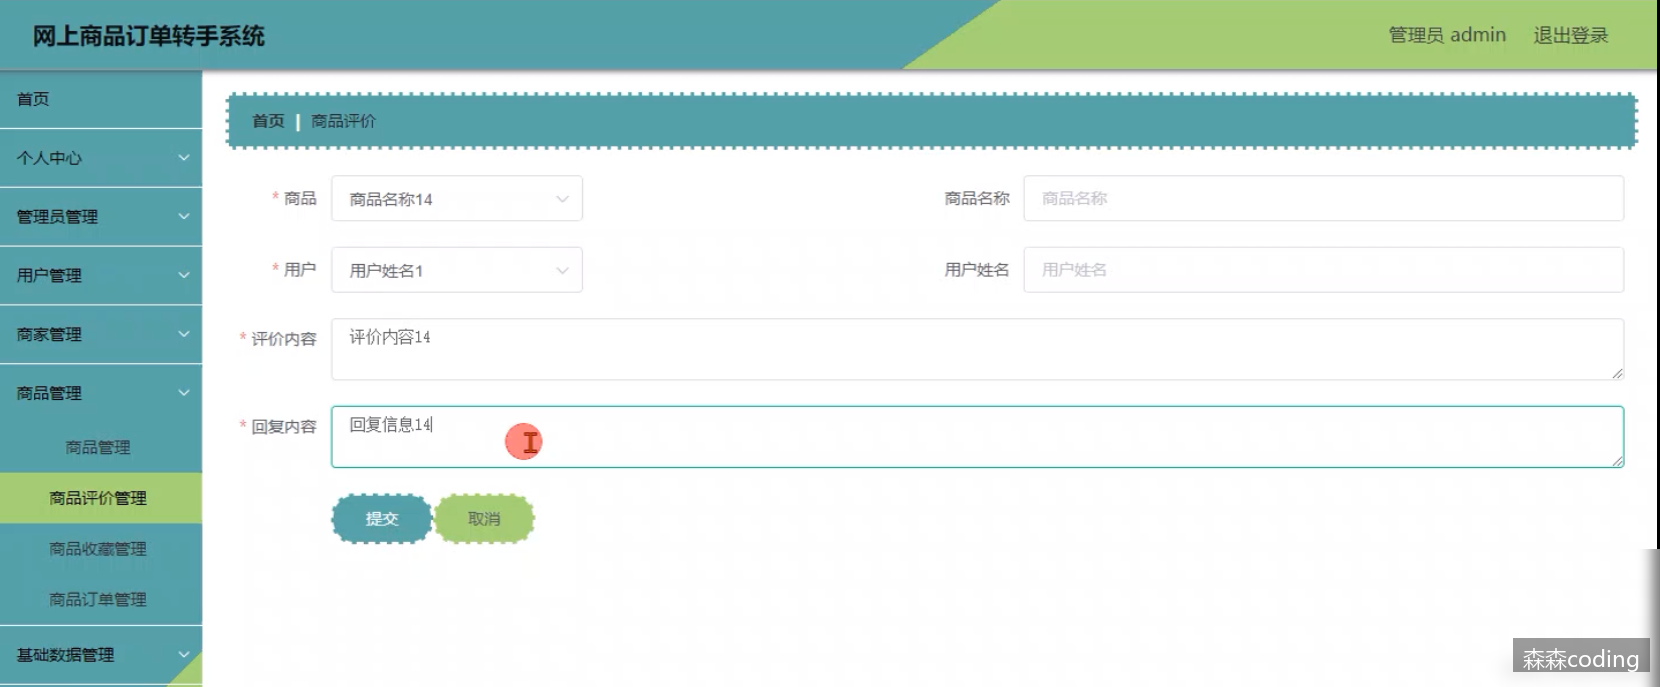 网上商品订单转手系统
管理员 admin 退出登录
首页
个人中心
管理员管理
用户管理
商家管理
商品管理
商品管理
商品评价管理
商品收藏管理
商品订单管理
基础数据管理
首页 | 商品评价
* 商品 商品名称14 商品名称 商品名称
* 用户 用户姓名1 用户姓名 用户姓名
* 评价内容 评价内容14
* 回复内容 回复信息14
提交 取消
森森coding